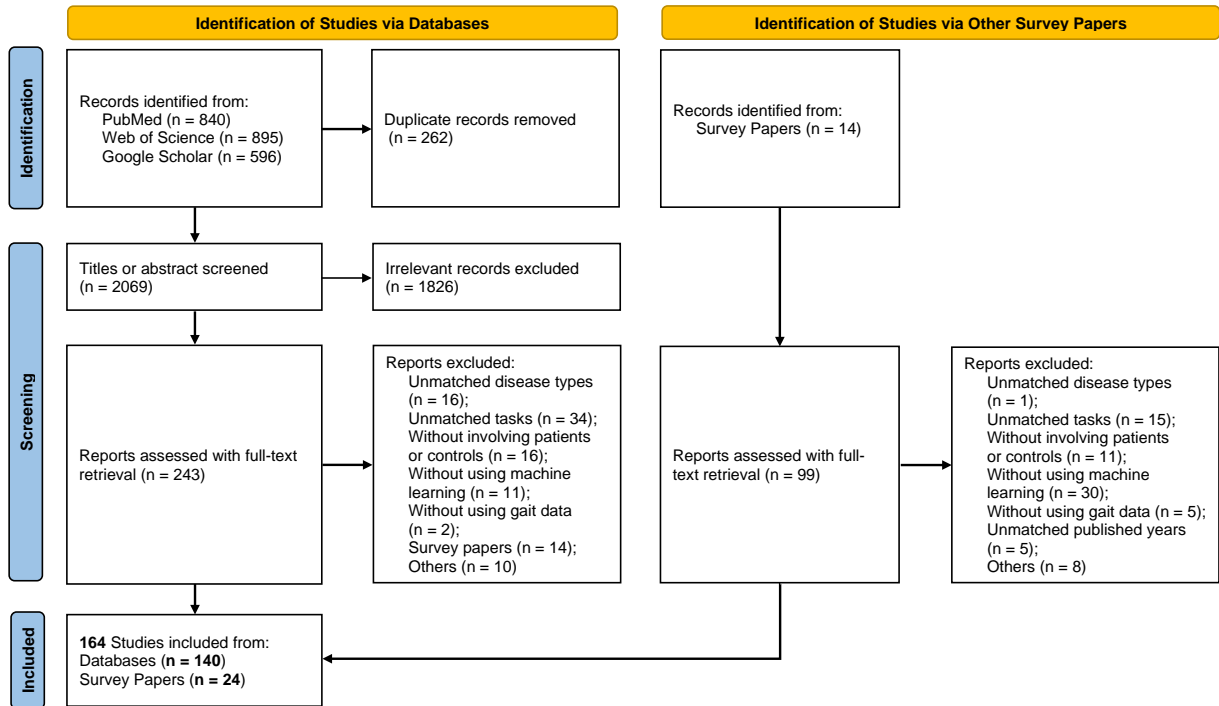 Identification of Studies via Databases
Identification of Studies via Other Survey Papers
Identification
Records identified from:
PubMed (n = 840)
Web of Science (n = 895)
Google Scholar (n = 596)
Duplicate records removed
(n = 262)
Records identified from:
Survey Papers (n = 14)
Screening
Titles or abstract screened
(n = 2069)
Irrelevant records excluded
(n = 1826)
Reports assessed with full-text
retrieval (n = 243)
Reports excluded:
Unmatched disease types
(n = 16);
Unmatched tasks (n = 34);
Without involving patients
or controls (n = 16);
Without using machine
learning (n = 11);
Without using gait data
(n = 2);
Survey papers (n = 14);
Others (n = 10)
Reports assessed with full-
text retrieval (n = 99)
Reports excluded:
Unmatched disease types
(n = 1);
Unmatched tasks (n = 15);
Without involving patients
or controls (n = 11);
Without using machine
learning (n = 30);
Without using gait data (n = 5);
Unmatched published years
(n = 5);
Others (n = 8)
Included
164 Studies included from:
Databases (n = 140)
Survey Papers (n = 24)